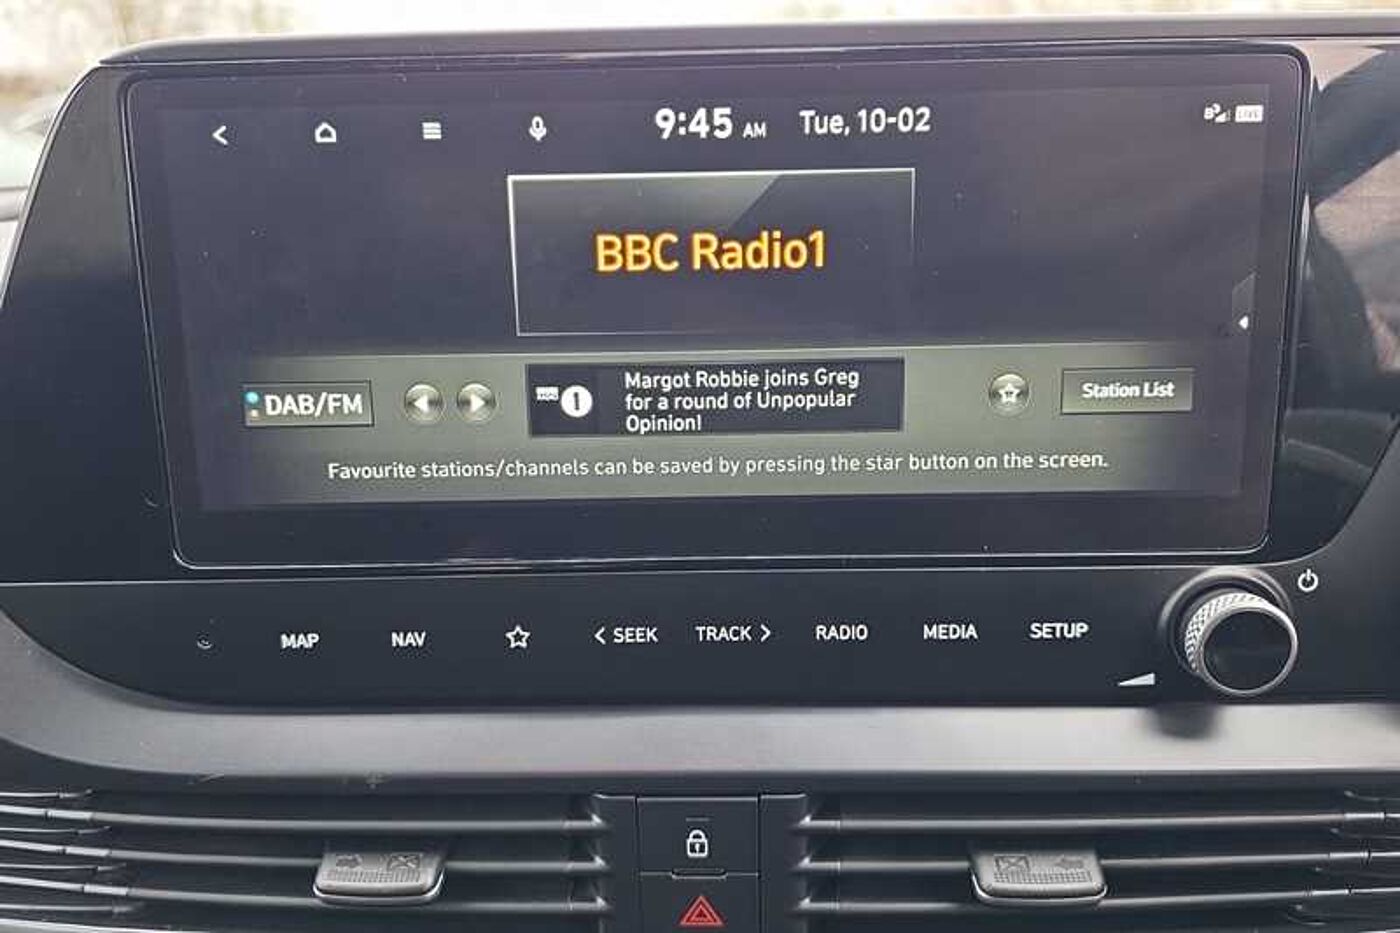 9:45 AM Tue, 10-02
LIVE
BBC Radio1
DAB/FM
1
Margot Robbie joins Greg
for a round of Unpopular
Opinion!
Station List
Favourite stations/channels can be saved by pressing the star button on the screen.
MAP NAV < SEEK TRACK > RADIO MEDIA SETUP